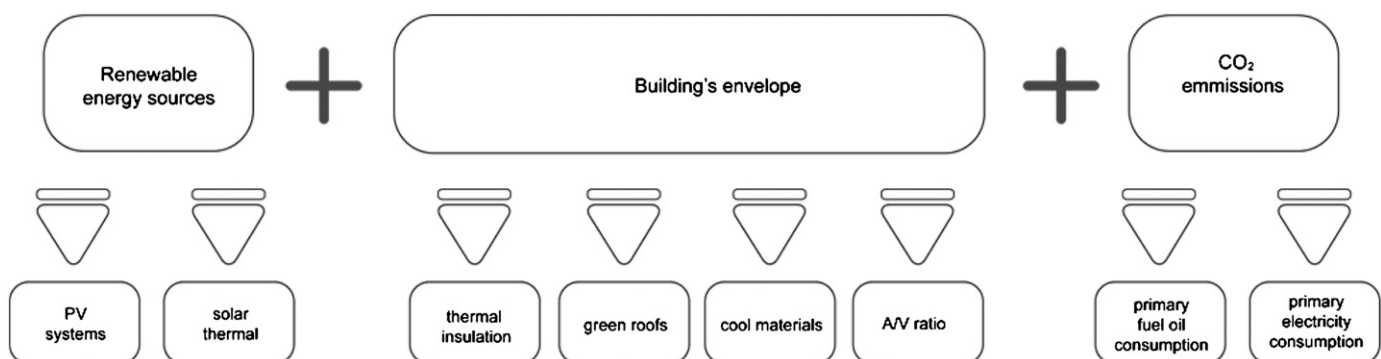 Renewable
energy sources
Building's envelope
CO₂
emmissions
PV
systems
solar
thermal
thermal
insulation
green roofs
cool materials
A/V ratio
primary
fuel oil
consumption
primary
electricity
consumption